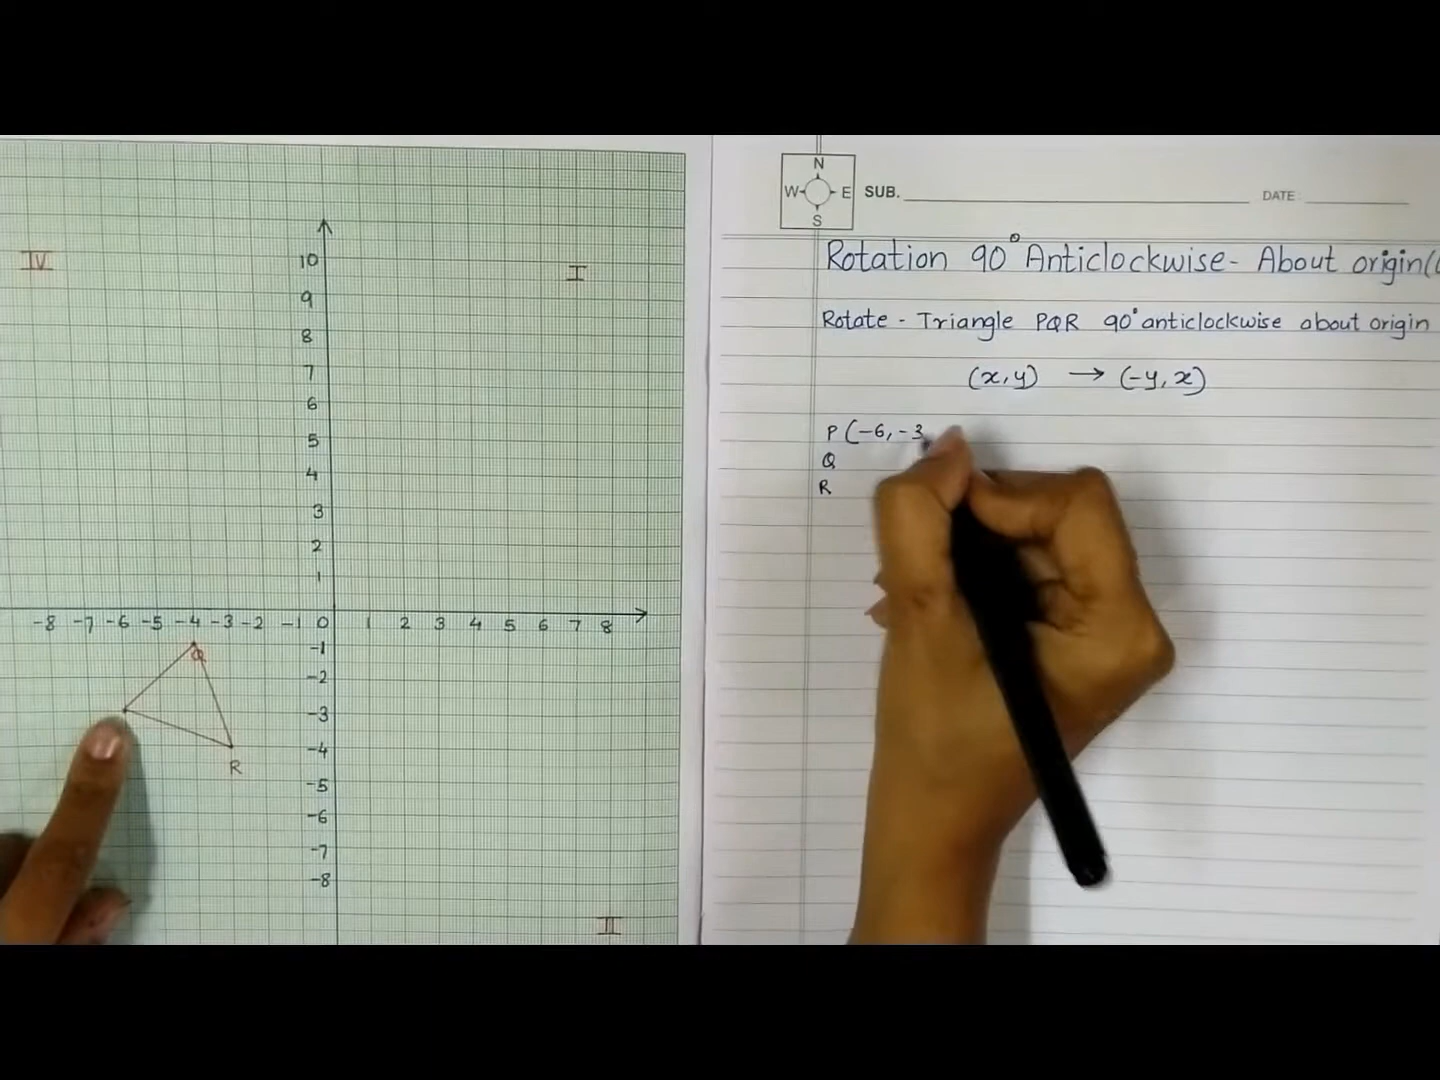 IV
I
10
9
8
7
6
5
4
3
2
1
-8 -7 -6 -5 -4 -3 -2 -1 0 1 2 3 4 5 6 7 8
Q
-1
-2
-3
-4
R
-5
-6
-7
-8
II
N
W E
S
SUB. DATE
Rotation 90° Anticlockwise - About origin(
Rotate - Triangle PQR 90° anticlockwise about origin
(x,y) → (-y,x)
P (-6,-3
Q
R